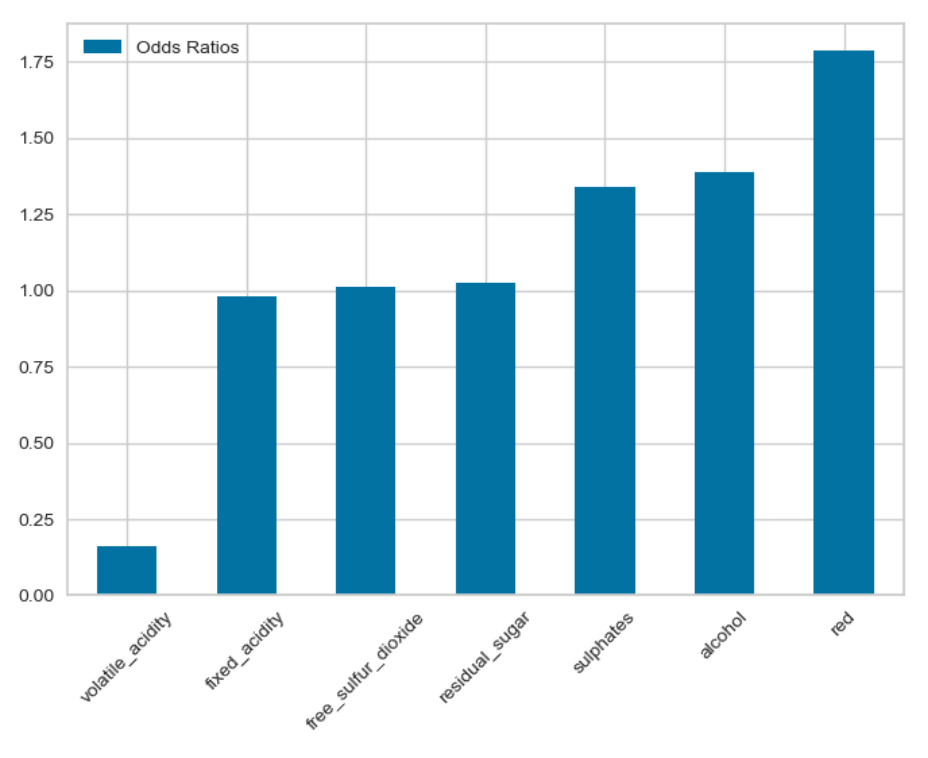 Odds Ratios
1.75
1.50
1.25
1.00
0.75
0.50
0.25
0.00
volatile_acidity
fixed_acidity
free_sulfur_dioxide
residual_sugar
sulphates
alcohol
red